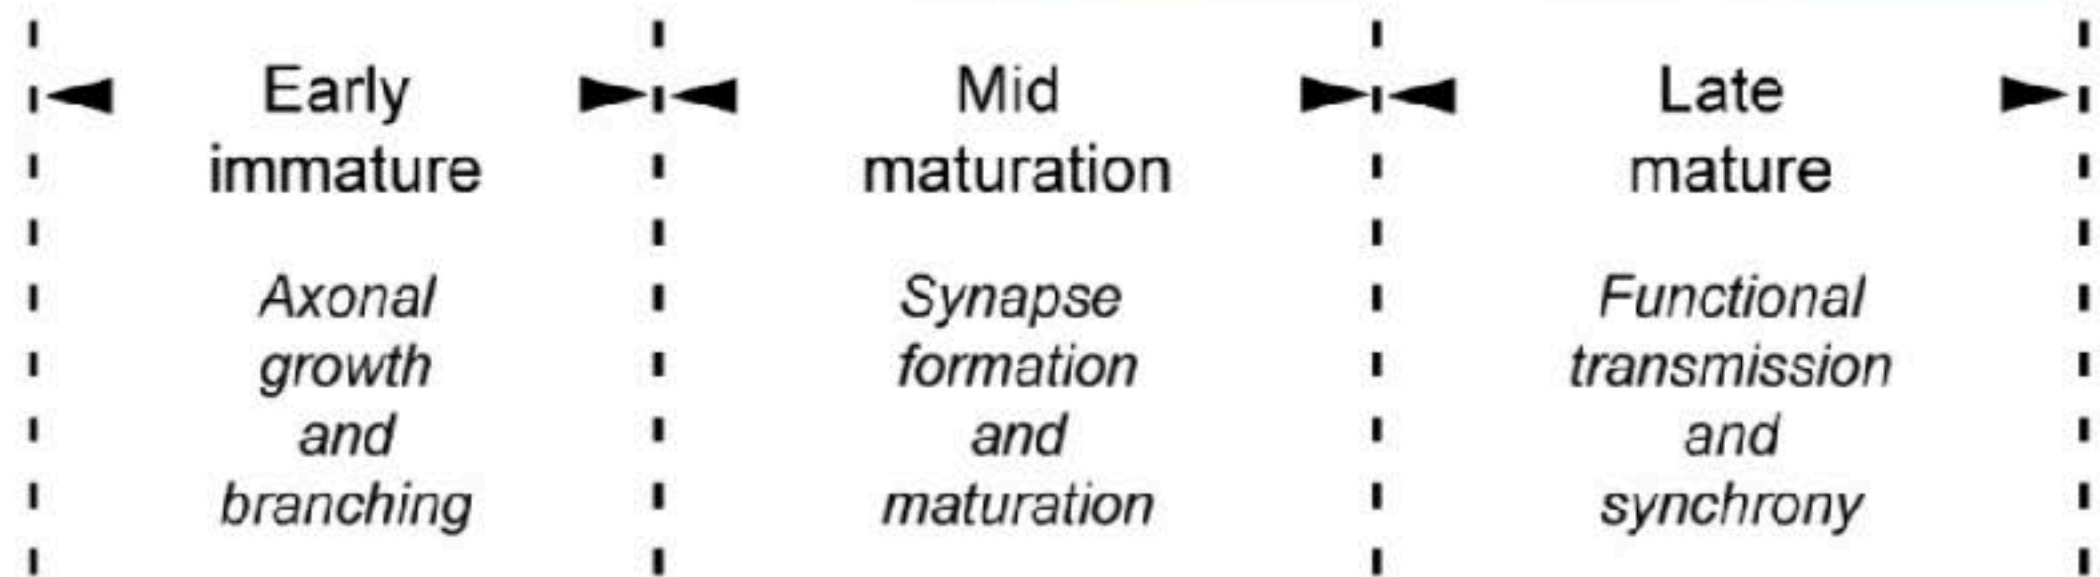 Early
immature
Axonal
growth
and
branching
Mid
maturation
Synapse
formation
and
maturation
Late
mature
Functional
transmission
and
synchrony